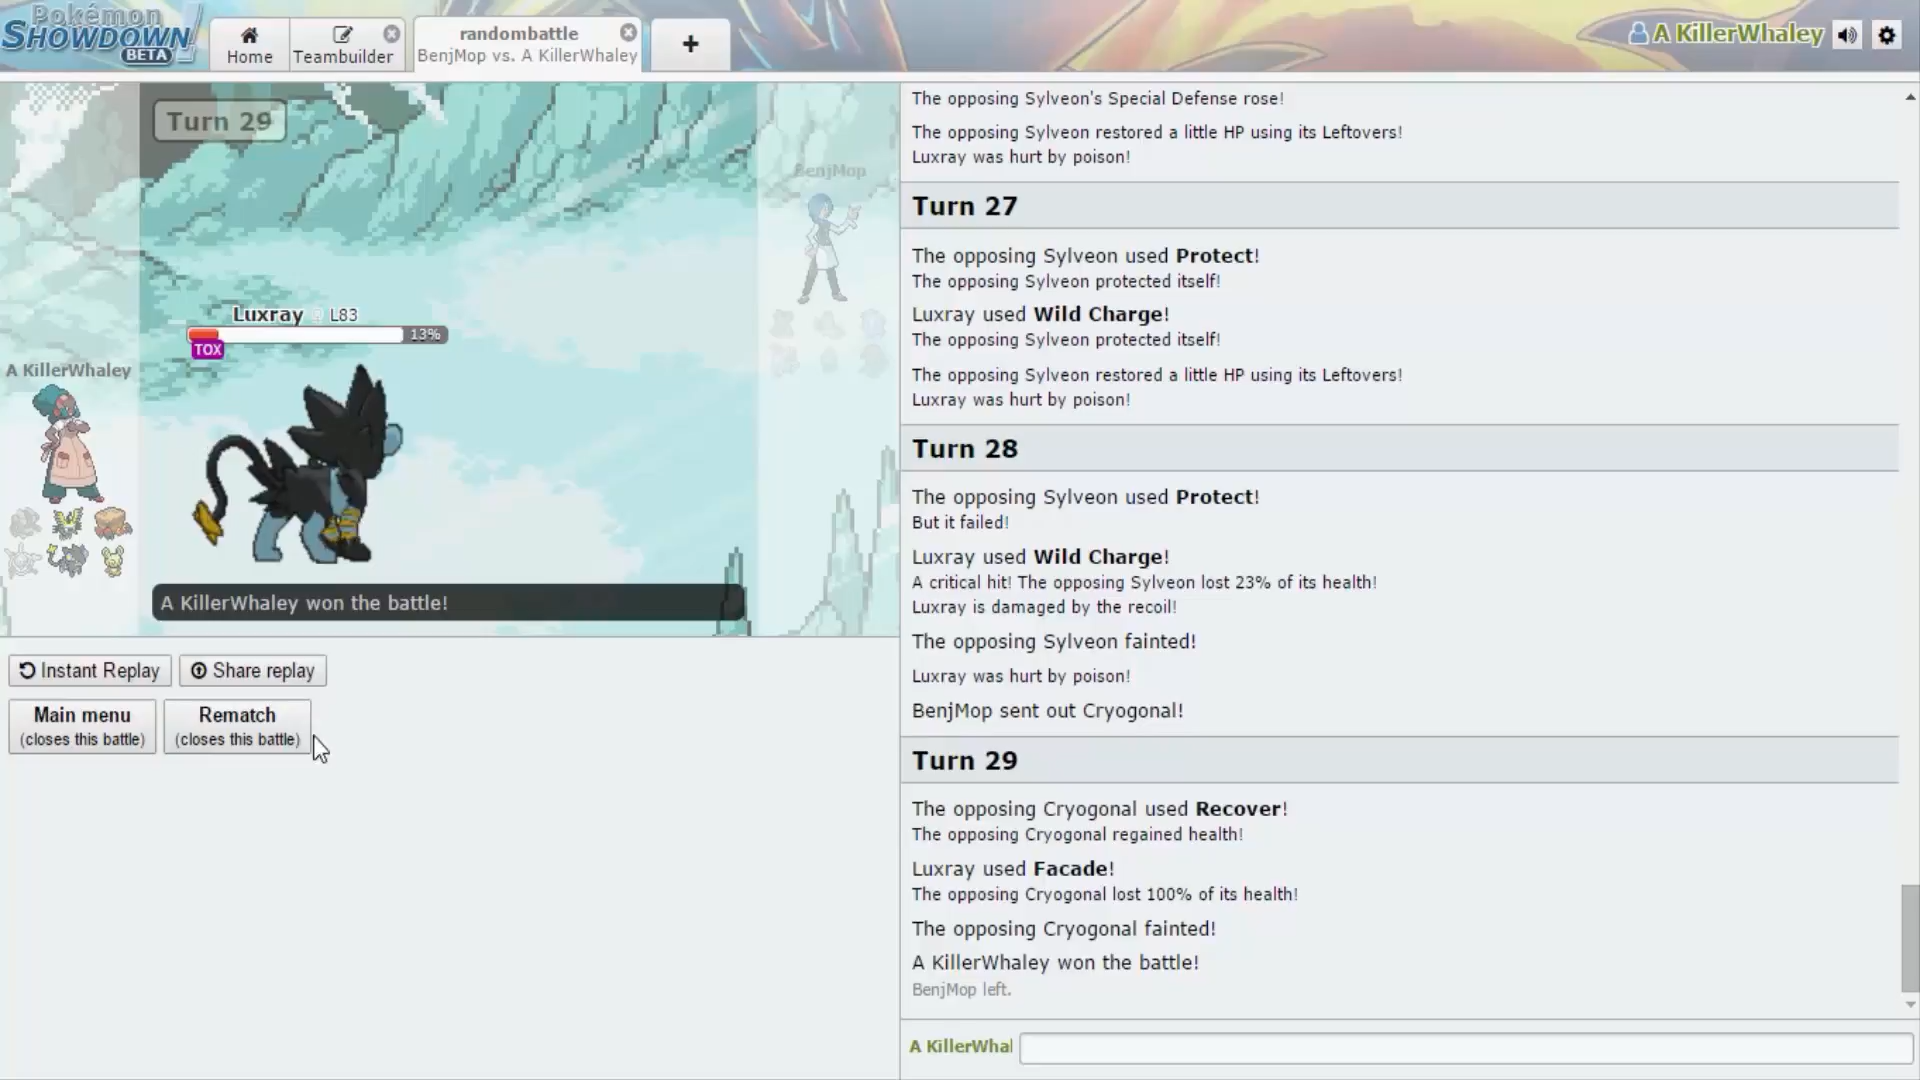 Pokémon
SHOWDOWN
BETA
Home
Teambuilder
randombattle
BenjMop vs. A KillerWhaley
+
A KillerWhaley
Turn 29
BenjMop
Luxray L83
13%
TOX
A KillerWhaley
A KillerWhaley won the battle!
Instant Replay
Share replay
Main menu
(closes this battle)
Rematch
(closes this battle)
The opposing Sylveon's Special Defense rose!
The opposing Sylveon restored a little HP using its Leftovers!
Luxray was hurt by poison!
Turn 27
The opposing Sylveon used Protect!
The opposing Sylveon protected itself!
Luxray used Wild Charge!
The opposing Sylveon protected itself!
The opposing Sylveon restored a little HP using its Leftovers!
Luxray was hurt by poison!
Turn 28
The opposing Sylveon used Protect!
But it failed!
Luxray used Wild Charge!
A critical hit! The opposing Sylveon lost 23% of its health!
Luxray is damaged by the recoil!
The opposing Sylveon fainted!
Luxray was hurt by poison!
BenjMop sent out Cryogonal!
Turn 29
The opposing Cryogonal used Recover!
The opposing Cryogonal regained health!
Luxray used Facade!
The opposing Cryogonal lost 100% of its health!
The opposing Cryogonal fainted!
A KillerWhaley won the battle!
BenjMop left.
A KillerWhal